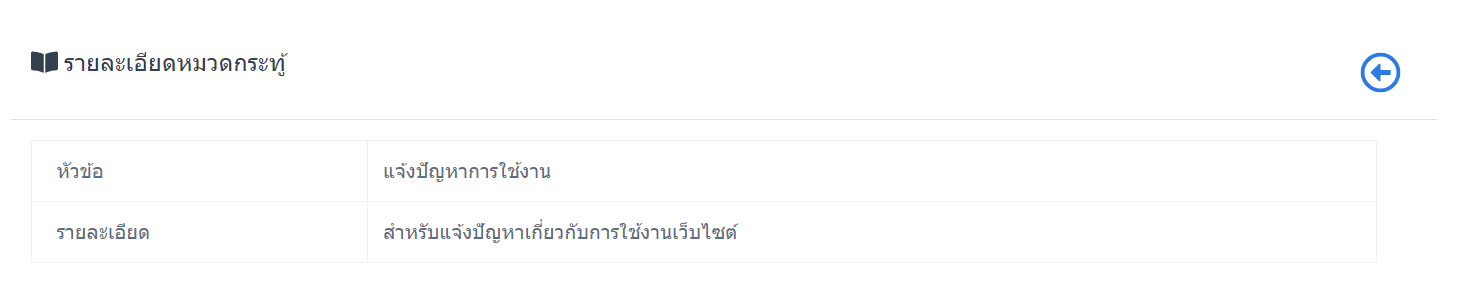 รายละเอียดหมวดกระทู้
หัวข้อ แจ้งปัญหาการใช้งาน
รายละเอียด สำหรับแจ้งปัญหาเกี่ยวกับการใช้งานเว็บไซต์